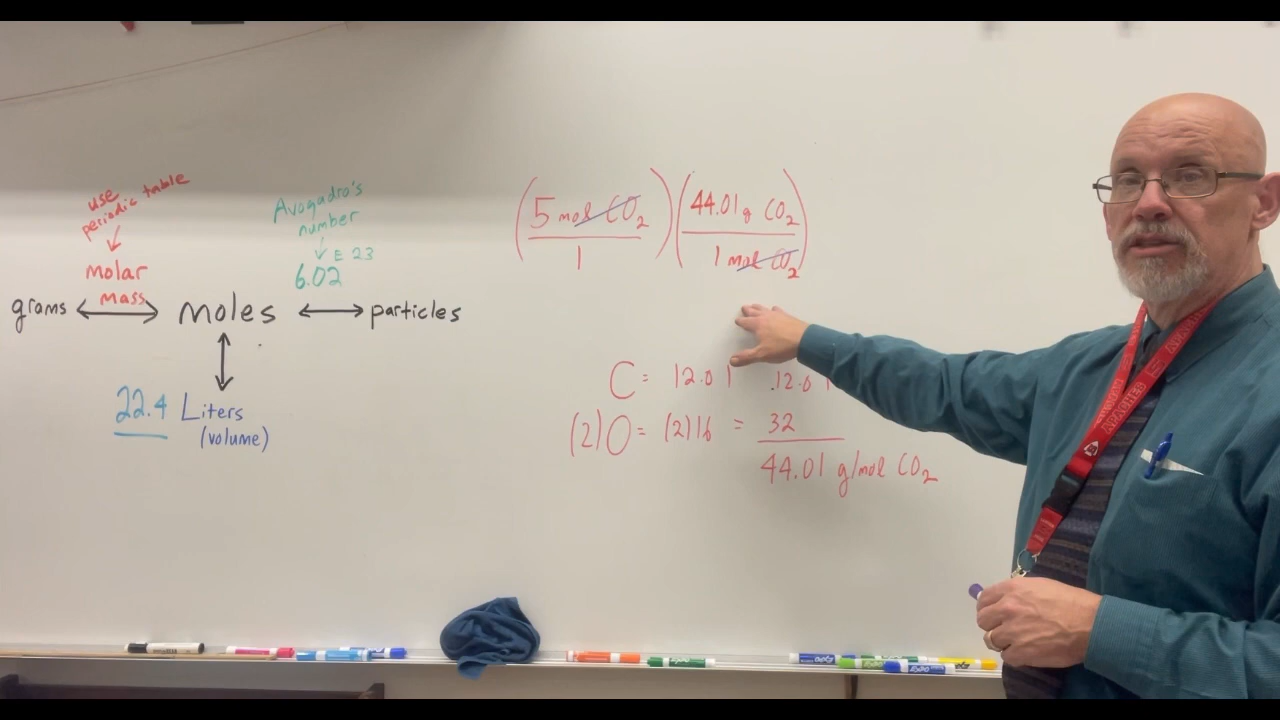 use
periodic table
Molar
mass
Avogadro's
number
E 23
6.02
grams moles particles
22.4 Liters
(volume)
(5 mol CO₂) (44.01g CO₂)
1 1 mol CO₂
C = 12.01 12.01
(2)O = (2)16 = 32
44.01 g/mol CO₂
EXPO